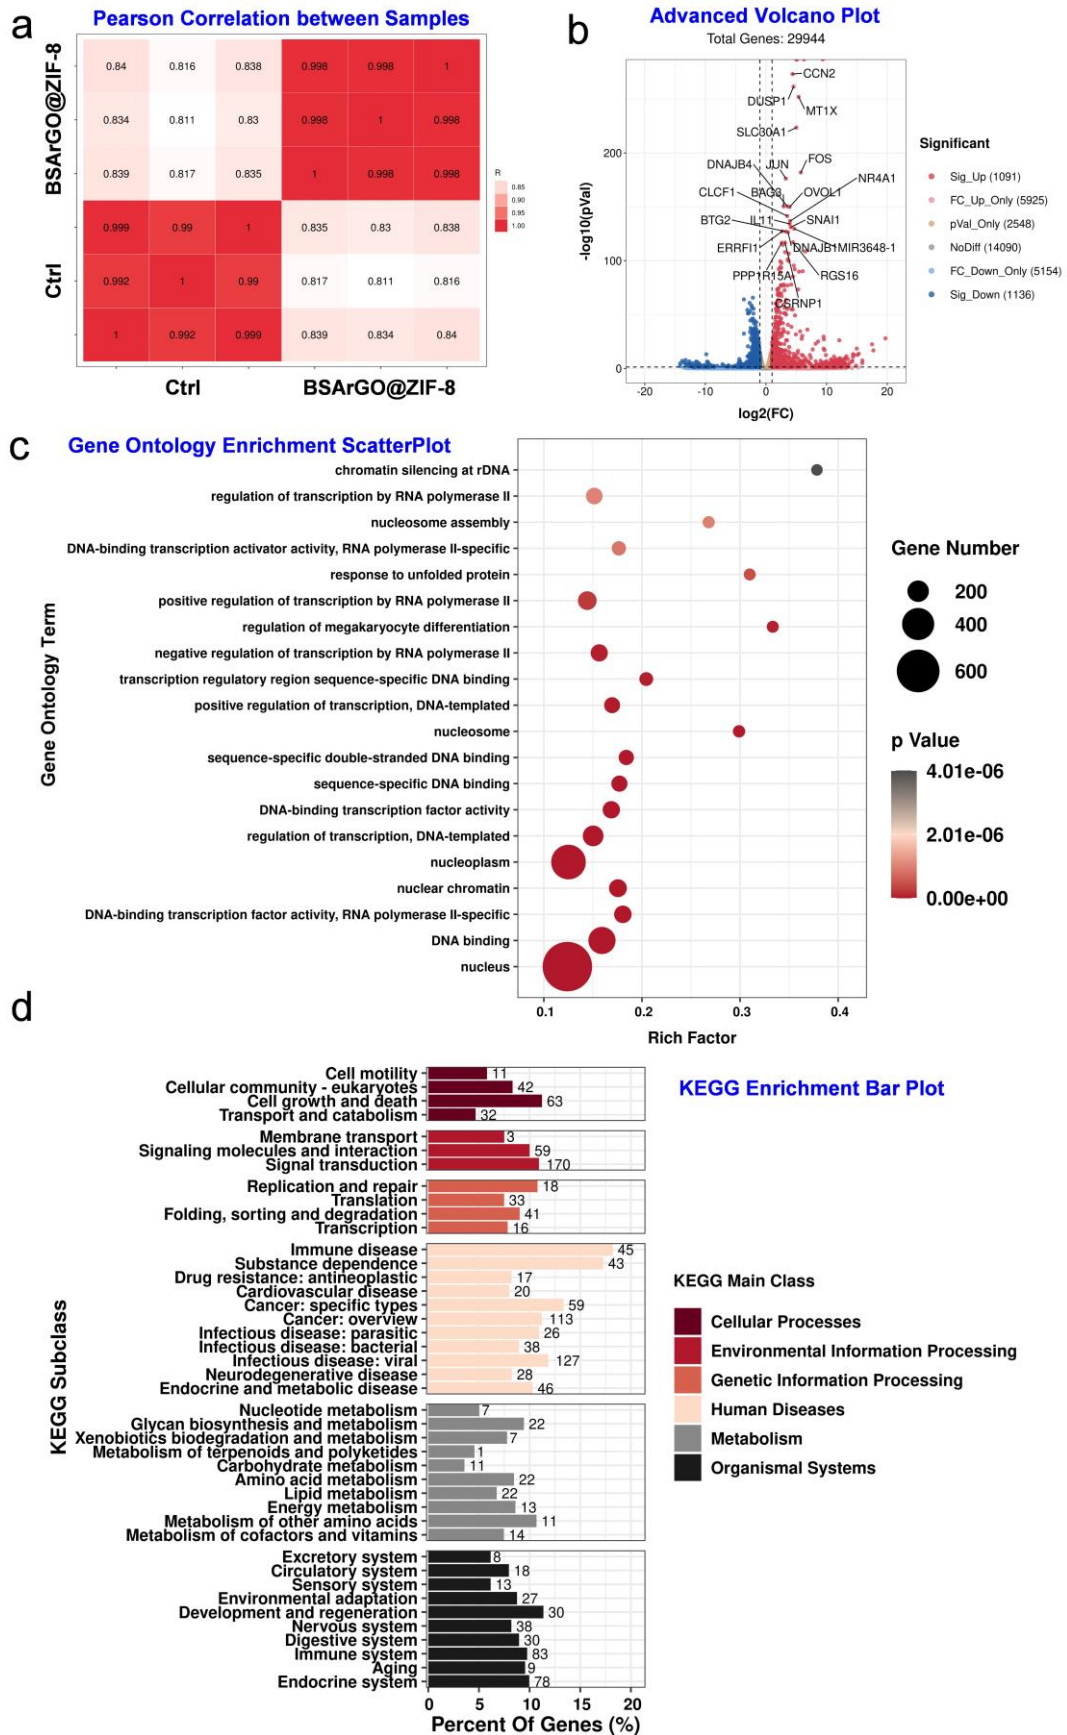 a
Pearson Correlation between Samples
BSArGO@ZIF-8
Ctrl
0.84 0.816 0.838 0.998 0.998 1
0.834 0.811 0.83 0.998 1 0.998
0.839 0.817 0.835 1 0.998 0.998
0.999 0.99 1 0.835 0.83 0.838
0.992 1 0.99 0.817 0.811 0.816
1 0.992 0.999 0.839 0.834 0.84
Ctrl BSArGO@ZIF-8
R
0.85
0.90
0.95
1.00
b
Advanced Volcano Plot
Total Genes: 29944
-log10(pVal)
200
100
0
CCN2
DUSP1
MT1X
SLC30A1
DNAJB4 JUN FOS
NR4A1
CLCF1 BAG3 OVOL1
BTG2 IL11 SNAI1
ERRFI1 DNAJB1 MIR3648-1
PPP1R15A RGS16
CSRNP1
-20 -10 0 10 20
log2(FC)
Significant
Sig_Up (1091)
FC_Up_Only (5925)
pVal_Only (2548)
NoDiff (14090)
FC_Down_Only (5154)
Sig_Down (1136)
c
Gene Ontology Enrichment ScatterPlot
Gene Ontology Term
chromatin silencing at rDNA
regulation of transcription by RNA polymerase II
nucleosome assembly
DNA-binding transcription activator activity, RNA polymerase II-specific
response to unfolded protein
positive regulation of transcription by RNA polymerase II
regulation of megakaryocyte differentiation
negative regulation of transcription by RNA polymerase II
transcription regulatory region sequence-specific DNA binding
positive regulation of transcription, DNA-templated
nucleosome
sequence-specific double-stranded DNA binding
sequence-specific DNA binding
DNA-binding transcription factor activity
regulation of transcription, DNA-templated
nucleoplasm
nuclear chromatin
DNA-binding transcription factor activity, RNA polymerase II-specific
DNA binding
nucleus
0.1 0.2 0.3 0.4
Rich Factor
Gene Number
200
400
600
p Value
4.01e-06
2.01e-06
0.00e+00
d
KEGG Enrichment Bar Plot
KEGG Subclass
Cell motility 11
Cellular community - eukaryotes 42
Cell growth and death 63
Transport and catabolism 32
Membrane transport 3
Signaling molecules and interaction 59
Signal transduction 170
Replication and repair 18
Translation 33
Folding, sorting and degradation 41
Transcription 16
Immune disease 45
Substance dependence 43
Drug resistance: antineoplastic 17
Cardiovascular disease 20
Cancer: specific types 59
Cancer: overview 113
Infectious disease: parasitic 26
Infectious disease: bacterial 38
Infectious disease: viral 127
Neurodegenerative disease 28
Endocrine and metabolic disease 46
Nucleotide metabolism 7
Glycan biosynthesis and metabolism 22
Xenobiotics biodegradation and metabolism 7
Metabolism of terpenoids and polyketides 1
Carbohydrate metabolism 11
Amino acid metabolism 22
Lipid metabolism 22
Energy metabolism 13
Metabolism of other amino acids 11
Metabolism of cofactors and vitamins 14
Excretory system 8
Circulatory system 18
Sensory system 13
Environmental adaptation 27
Development and regeneration 30
Nervous system 38
Digestive system 30
Immune system 83
Aging 9
Endocrine system 78
0 5 10 15 20
Percent Of Genes (%)
KEGG Main Class
Cellular Processes
Environmental Information Processing
Genetic Information Processing
Human Diseases
Metabolism
Organismal Systems